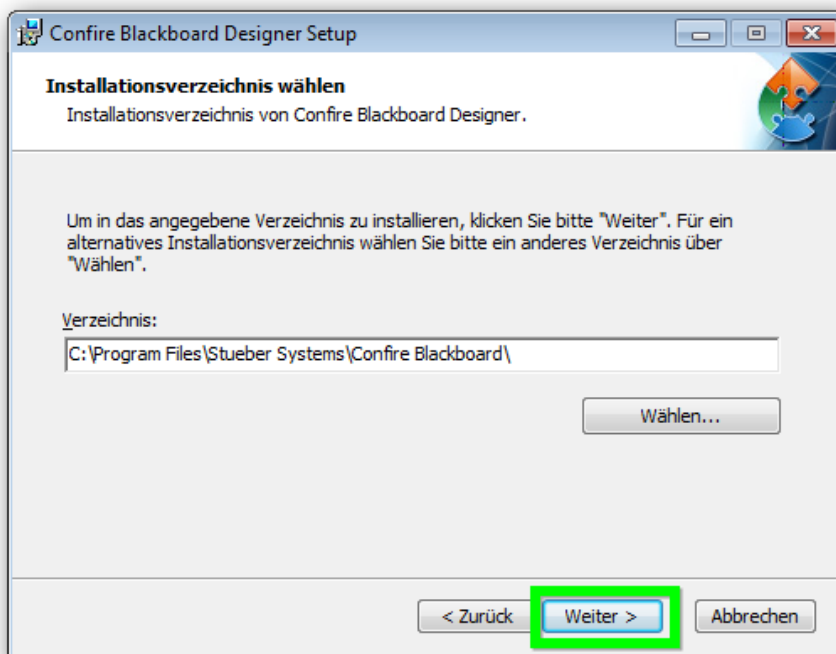 Confire Blackboard Designer Setup
Installationsverzeichnis wählen
Installationsverzeichnis von Confire Blackboard Designer.
Um in das angegebene Verzeichnis zu installieren, klicken Sie bitte "Weiter". Für ein
alternatives Installationsverzeichnis wählen Sie bitte ein anderes Verzeichnis über
"Wählen".
Verzeichnis:
C:\Program Files\Stueber Systems\Confire Blackboard\
Wählen...
< Zurück Weiter > Abbrechen